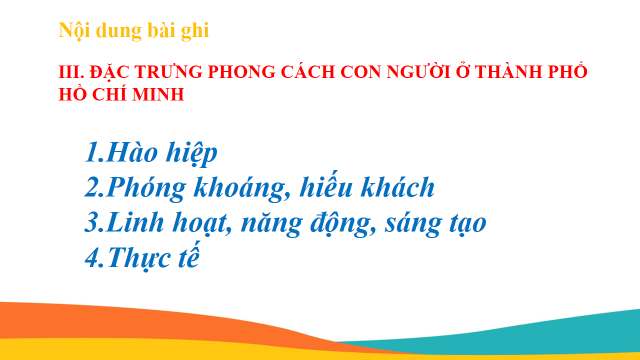 Nội dung bài ghi
III. ĐẶC TRƯNG PHONG CÁCH CON NGƯỜI Ở THÀNH PHỐ
HỒ CHÍ MINH
1.Hào hiệp
2.Phóng khoáng, hiếu khách
3.Linh hoạt, năng động, sáng tạo
4.Thực tế